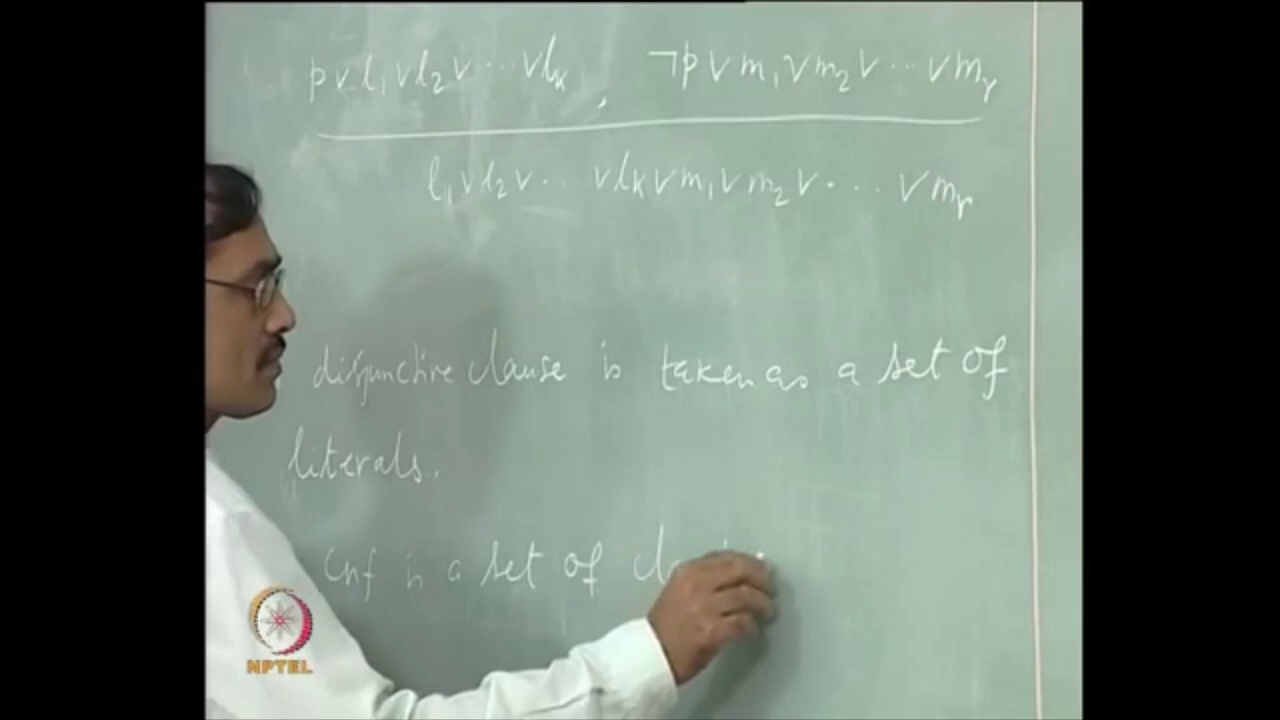 p∨l₁∨l₂∨⋯∨lₖ , ¬p∨m₁∨m₂∨⋯∨mᵣ
l₁∨l₂∨⋅ ∨lₖ∨m₁∨m₂∨⋅⋯∨mᵣ
disjunctive clause is taken as a set of
literals.
cnf is a set of
NPTEL